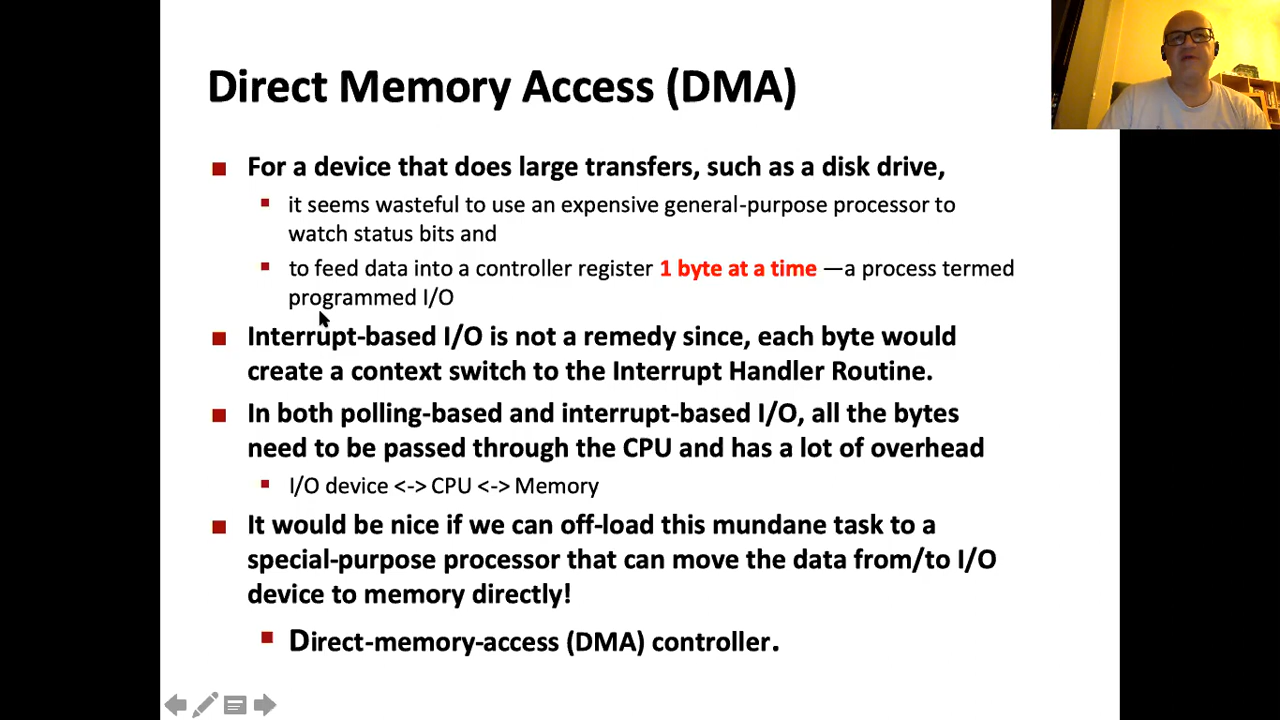 Direct Memory Access (DMA)
For a device that does large transfers, such as a disk drive,
it seems wasteful to use an expensive general-purpose processor to
watch status bits and
to feed data into a controller register 1 byte at a time —a process termed
programmed I/O
Interrupt-based I/O is not a remedy since, each byte would
create a context switch to the Interrupt Handler Routine.
In both polling-based and interrupt-based I/O, all the bytes
need to be passed through the CPU and has a lot of overhead
I/O device <-> CPU <-> Memory
It would be nice if we can off-load this mundane task to a
special-purpose processor that can move the data from/to I/O
device to memory directly!
Direct-memory-access (DMA) controller.